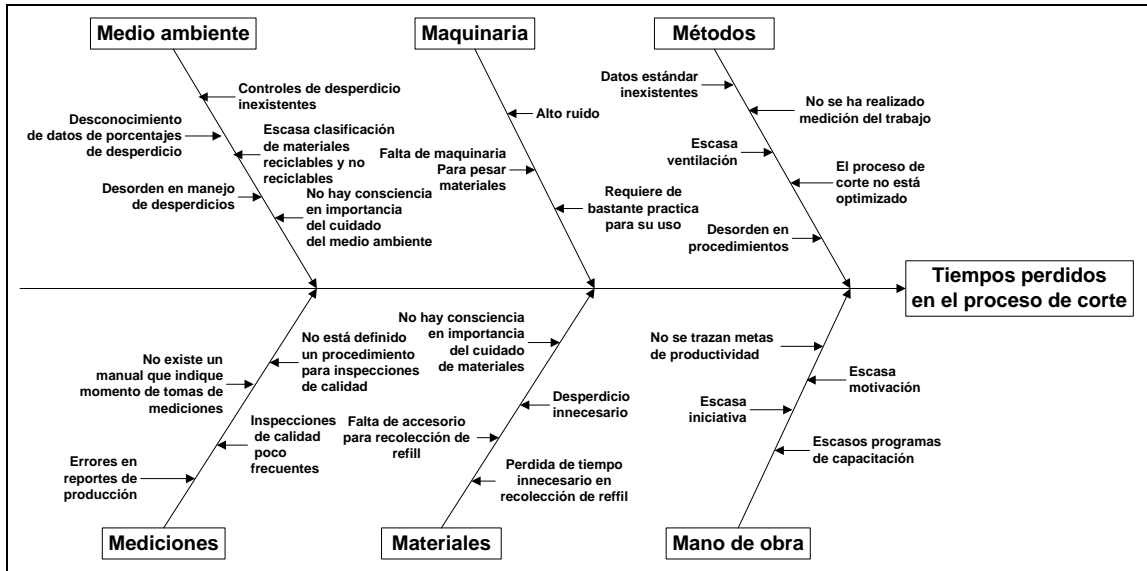 Medio ambiente
Maquinaria
Métodos
Controles de desperdicio
inexistentes
Desconocimiento
de datos de porcentajes
de desperdicio
Escasa clasificación
de materiales
reciclables y no
reciclables
Desorden en manejo
de desperdicios
No hay consciencia
en importancia
del cuidado
del medio ambiente
Alto ruido
Falta de maquinaria
Para pesar
materiales
Requiere de
bastante practica
para su uso
Datos estándar
inexistentes
No se ha realizado
medición del trabajo
Escasa
ventilación
El proceso de
corte no está
optimizado
Desorden en
procedimientos
Tiempos perdidos
en el proceso de corte
No está definido
un procedimiento
para inspecciones
de calidad
No existe un
manual que indique
momento de tomas de
mediciones
Inspecciones
de calidad
poco
frecuentes
Errores en
reportes de
producción
No hay consciencia
en importancia
del cuidado
de materiales
Desperdicio
innecesario
Falta de accesorio
para recolección de
refill
Perdida de tiempo
innecesario en
recolección de reffil
No se trazan metas
de productividad
Escasa
motivación
Escasa
iniciativa
Escasos programas
de capacitación
Mediciones
Materiales
Mano de obra